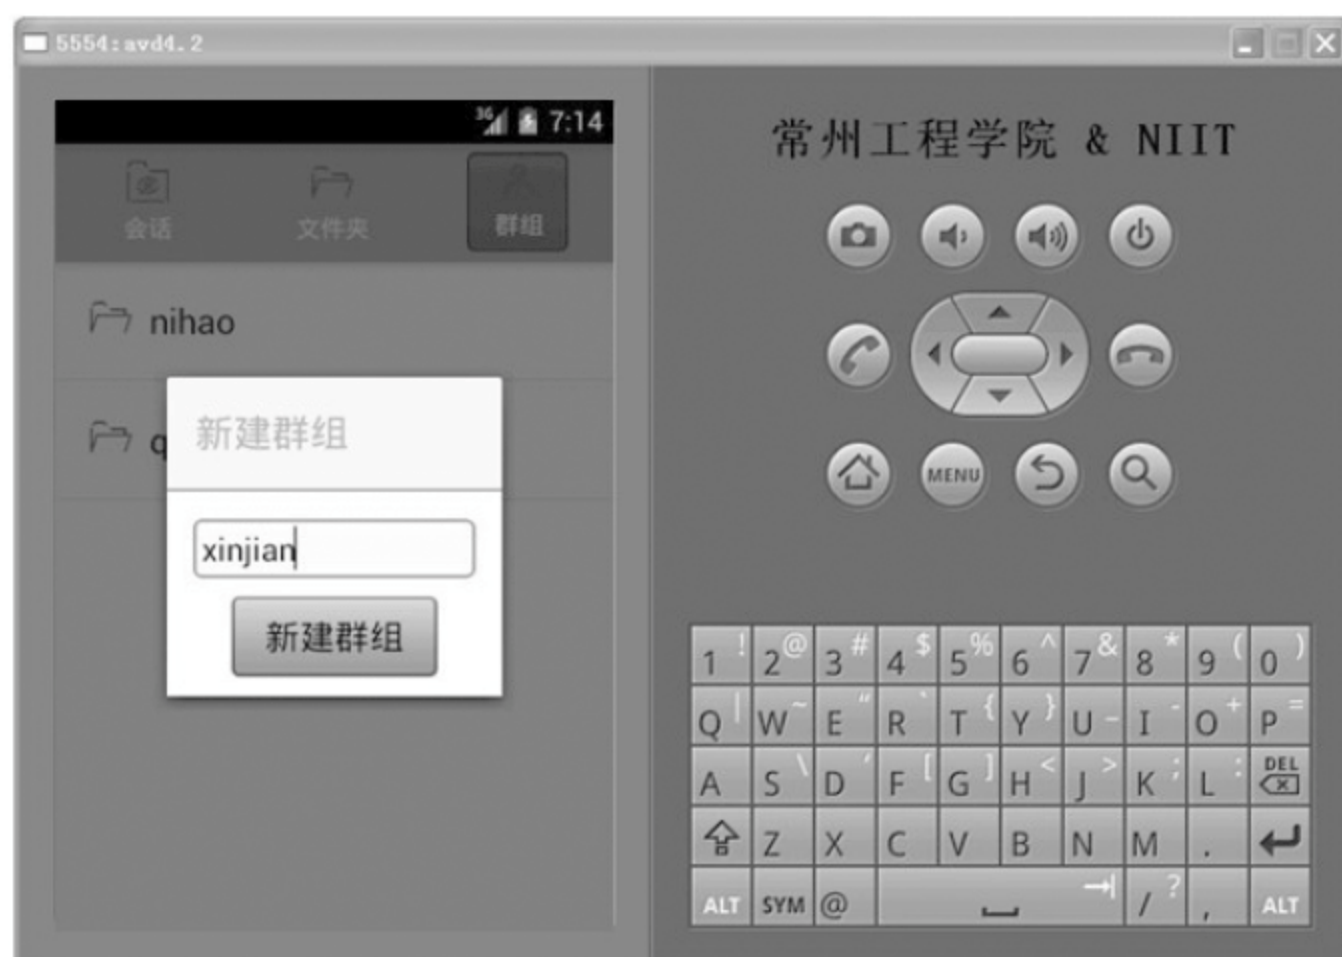 5554:avd4.2
3G 7:14
会话 文件夹 群组
nihao
q
新建群组
xinjian
新建群组
常州工程学院 & NIIT
MENU
1 ! 2 @ 3 # 4 $ 5 % 6 ^ 7 & 8 * 9 ( 0 )
Q | W ~ E " R ` T { Y } U _ I - O + P =
A S \ D ' F [ G ] H < J > K ; L : DEL
Z X C V B N M .
ALT SYM @ / ? , ALT